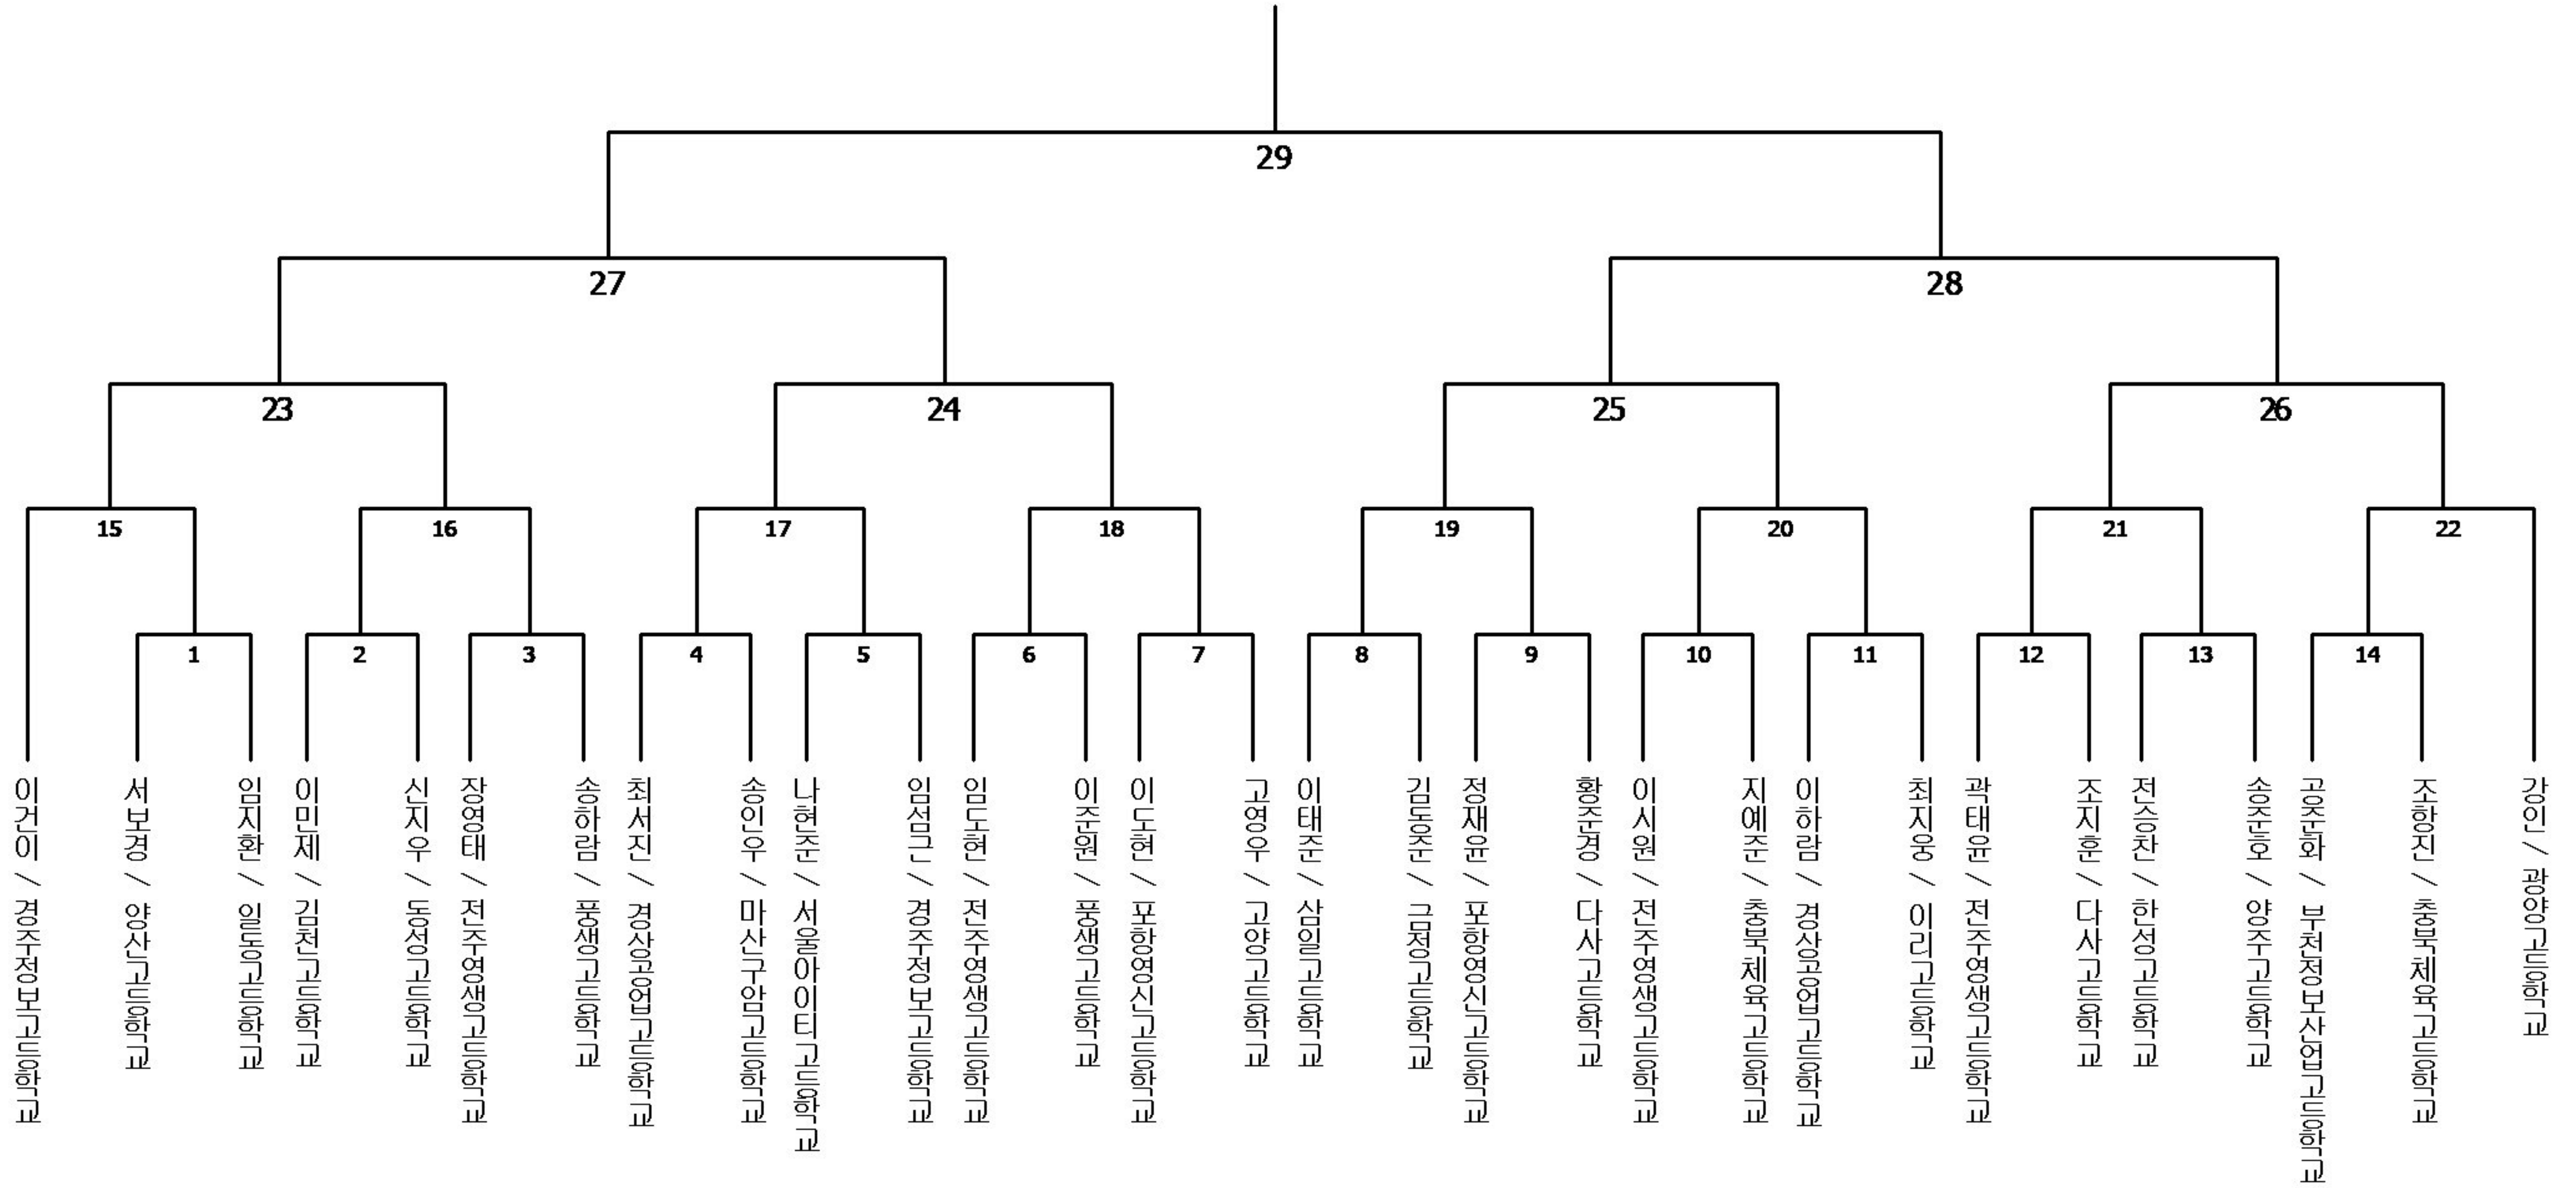 29
27
28
23
24
25
26
15
16
17
18
19
20
21
22
1
2
3
4
5
6
7
8
9
10
11
12
13
14
이건이 / 경주정보고등학교
서보경 / 양산고등학교
임지환 / 일동고등학교
이민제 / 김천고등학교
신지우 / 동성고등학교
장영태 / 전주영생고등학교
송하람 / 풍생고등학교
최서진 / 경상공업고등학교
송인우 / 마산구암고등학교
나현준 / 서울아이티고등학교
임섬근 / 경주정보고등학교
임도현 / 전주영생고등학교
이준원 / 풍생고등학교
이도현 / 포항영신고등학교
고영우 / 고양고등학교
이태준 / 삼일고등학교
김동준 / 금정고등학교
정재윤 / 포항영신고등학교
황준경 / 다사고등학교
이시원 / 전주영생고등학교
지예준 / 충북체육고등학교
이하람 / 경상공업고등학교
최지웅 / 이리고등학교
곽태윤 / 전주영생고등학교
조지훈 / 다사고등학교
전승찬 / 한성고등학교
송준호 / 양주고등학교
공준화 / 부천정보산업고등학교
조항진 / 충북체육고등학교
강인 / 광양고등학교